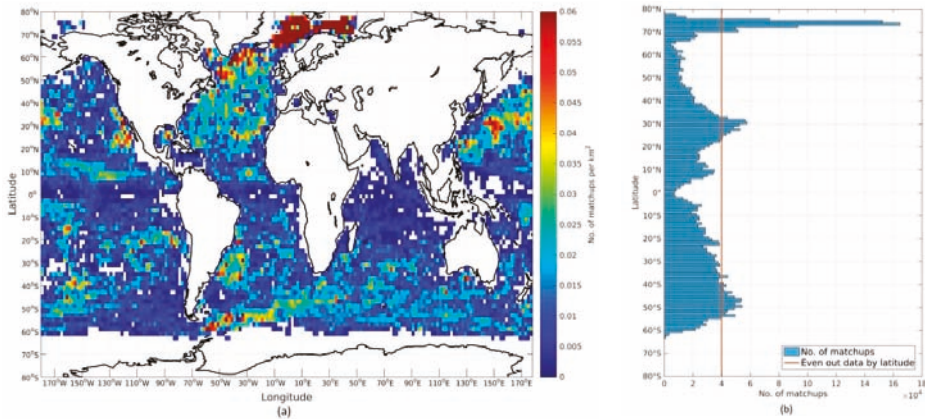 80°N
70°N
60°N
50°N
40°N
30°N
20°N
10°N
0°
10°S
20°S
30°S
40°S
50°S
60°S
70°S
80°S
Latitude
170°W 150°W 130°W 110°W 90°W 70°W 50°W 30°W 10°W 10°E 30°E 50°E 70°E 90°E 110°E 130°E 150°E 170°E
Longitude
(a)
0.06
0.055
0.05
0.045
0.04
0.035
0.03
0.025
0.02
0.015
0.01
0.005
0
No. of matchups per km²
80°N
70°N
60°N
50°N
40°N
30°N
20°N
10°N
0°
10°S
20°S
30°S
40°S
50°S
60°S
70°S
80°S
Latitude
No. of matchups
Even out data by latitude
0 2 4 6 8 10 12 14 16 18
No. of matchups
×10⁴
(b)